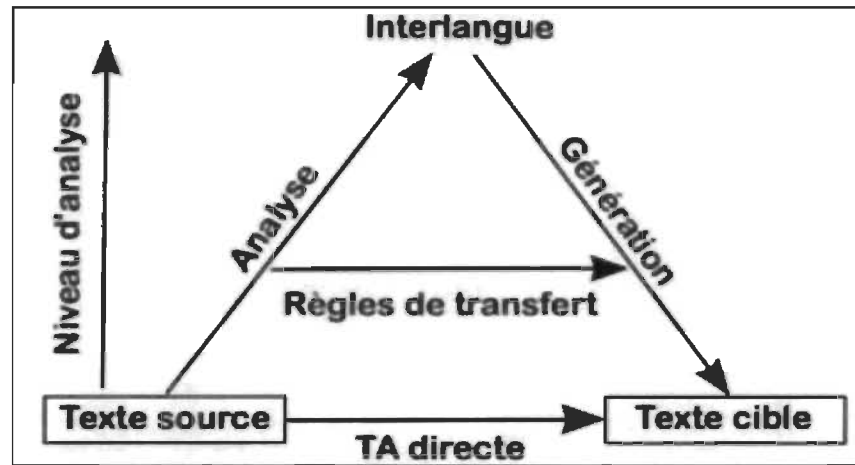 Interlangue
Niveau d'analyse
Analyse
Génération
Règles de transfert
Texte source
Texte cible
TA directe